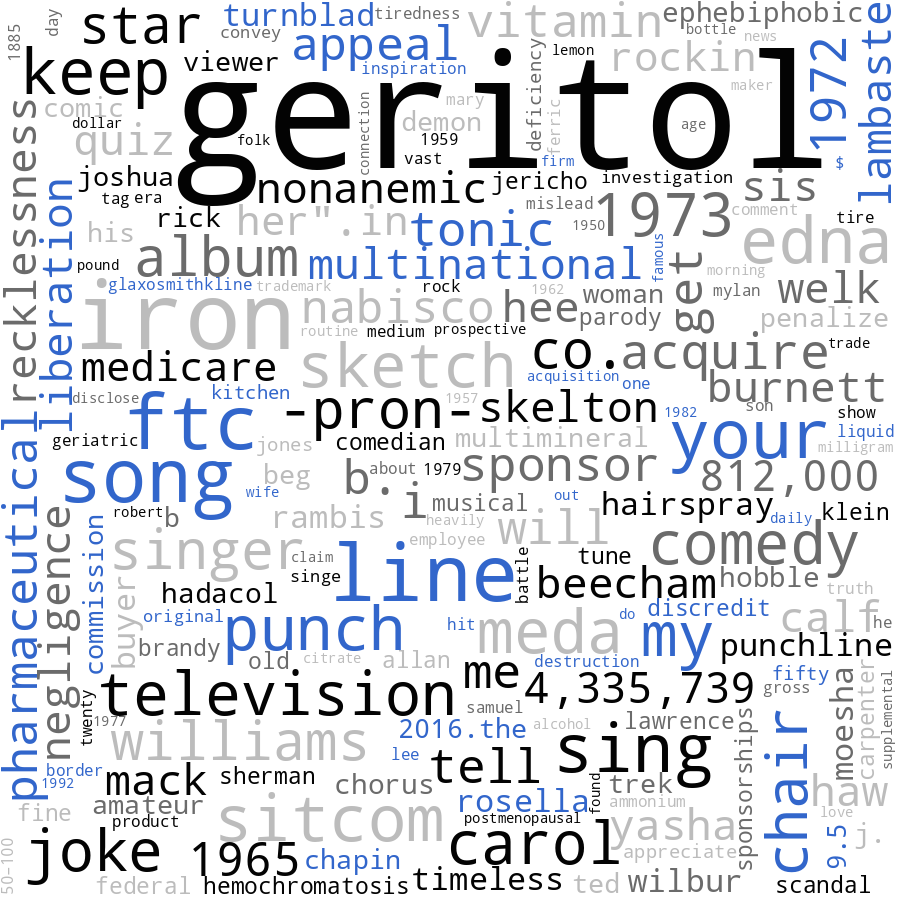 star
turnblad
tiredness
vitamin
ephebiphobic
1885
day
convey
appeal
bottle
news
lambaste
keep
viewer
inspiration
lemon
rockin
1972
geritol
comic
dollar
quiz
folk
connection
mary
demon
1959
vast
deficiency
ferric
maker
age
firm
$
recklessness
joshua
nonanemic
jericho
investigation
sis
tag
era
rick
mislead
1973
comment
tire
liberation
his
her".in
tonic
1950
famous
edna
pound
album
multinational
get
morning
welk
glaxosmithkline
trademark
rock
1962
woman
mylan
iron
nabisco
hee
parody
penalize
routine
medium
prospective
trade
medicare
sketch
co.
acquire
acquisition
one
burnett
disclose
kitchen
1957
son
ftc
-pron-
skelton
1982
your
show
liquid
geriatric
jones
comedian
multimineral
milligram
song
beg
b.
about
1979
sponsor
812,000
pharmaceutical
wife
i
musical
out
hairspray
daily
klein
robert
b
rambis
heavily
employee
will
negligence
commission
singer
claim
singe
line
battle
tune
comedy
beecham
hobble
truth
buyer
hadacol
original
punch
hit
meda
do
my
discredit
calf
he
punchline
brandy
old
citrate
allan
destruction
fifty
gross
me
4,335,739
television
samuel
twenty
1977
williams
2016.the
alcohol
lawrence
sponsorships
chair
moesha
carpenter
supplemental
lee
tell
sing
border
1992
mack
sherman
chorus
found
trek
haw
fine
amateur
product
sitcom
rosella
ammonium
postmenopausal
yasha
love
9.5
j.
joke
1965
chapin
carol
appreciate
50–100
federal
hemochromatosis
timeless
ted
wilbur
scandal